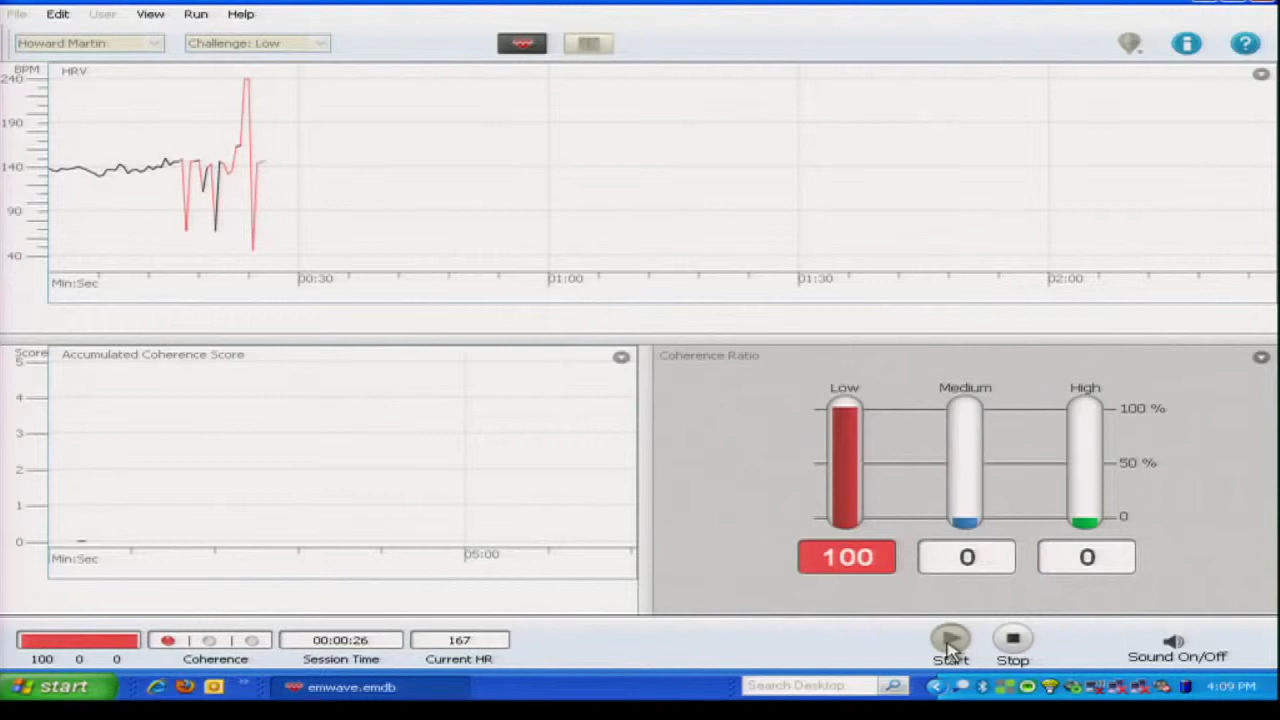 File Edit User View Run Help
Howard Martin Challenge: Low
BPM
HRV
240
190
140
90
40
00:30 01:00 01:30 02:00
Min:Sec
Score
Accumulated Coherence Score
5
4
3
2
1
0
05:00
Min:Sec
Coherence Ratio
Low Medium High
100 %
50 %
0
100 0 0
00:00:26 167
100 0 0 Coherence Session Time Current HR
Start Stop Sound On/Off
start emwave.emdb Search Desktop 4:09 PM